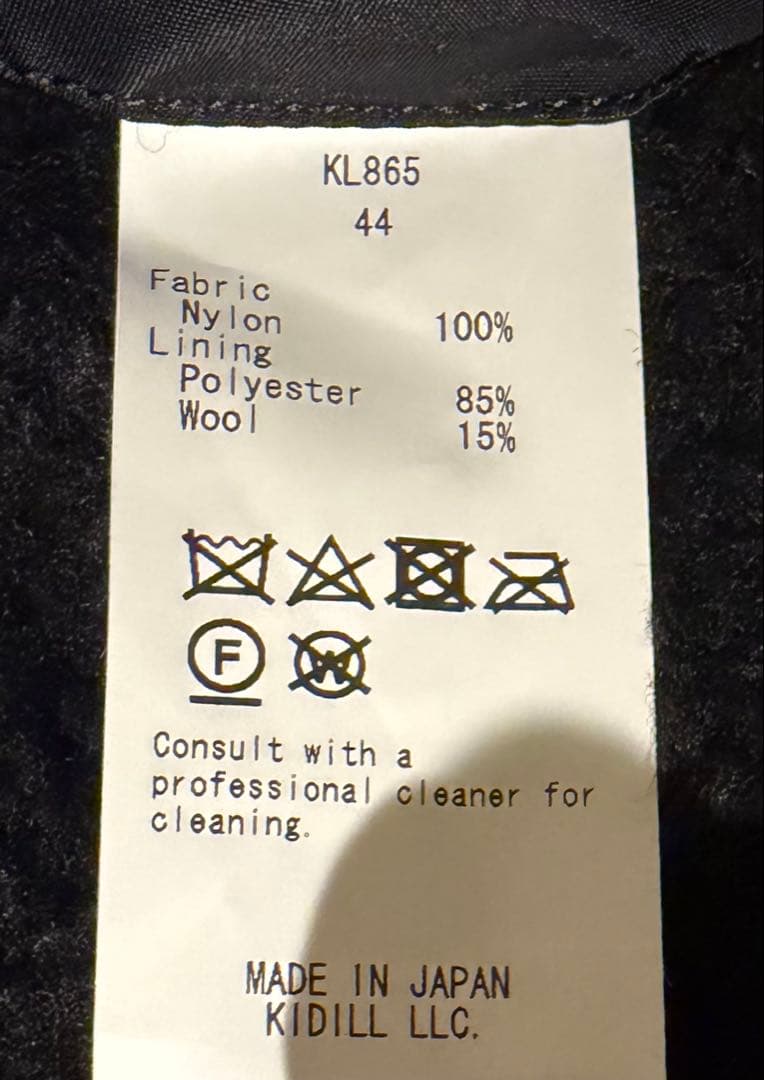 KL865
44
Fabric
Nylon 100%
Lining
Polyester 85%
Wool 15%
F W
Consult with a
professional cleaner for
cleaning.
MADE IN JAPAN
KIDILL LLC.